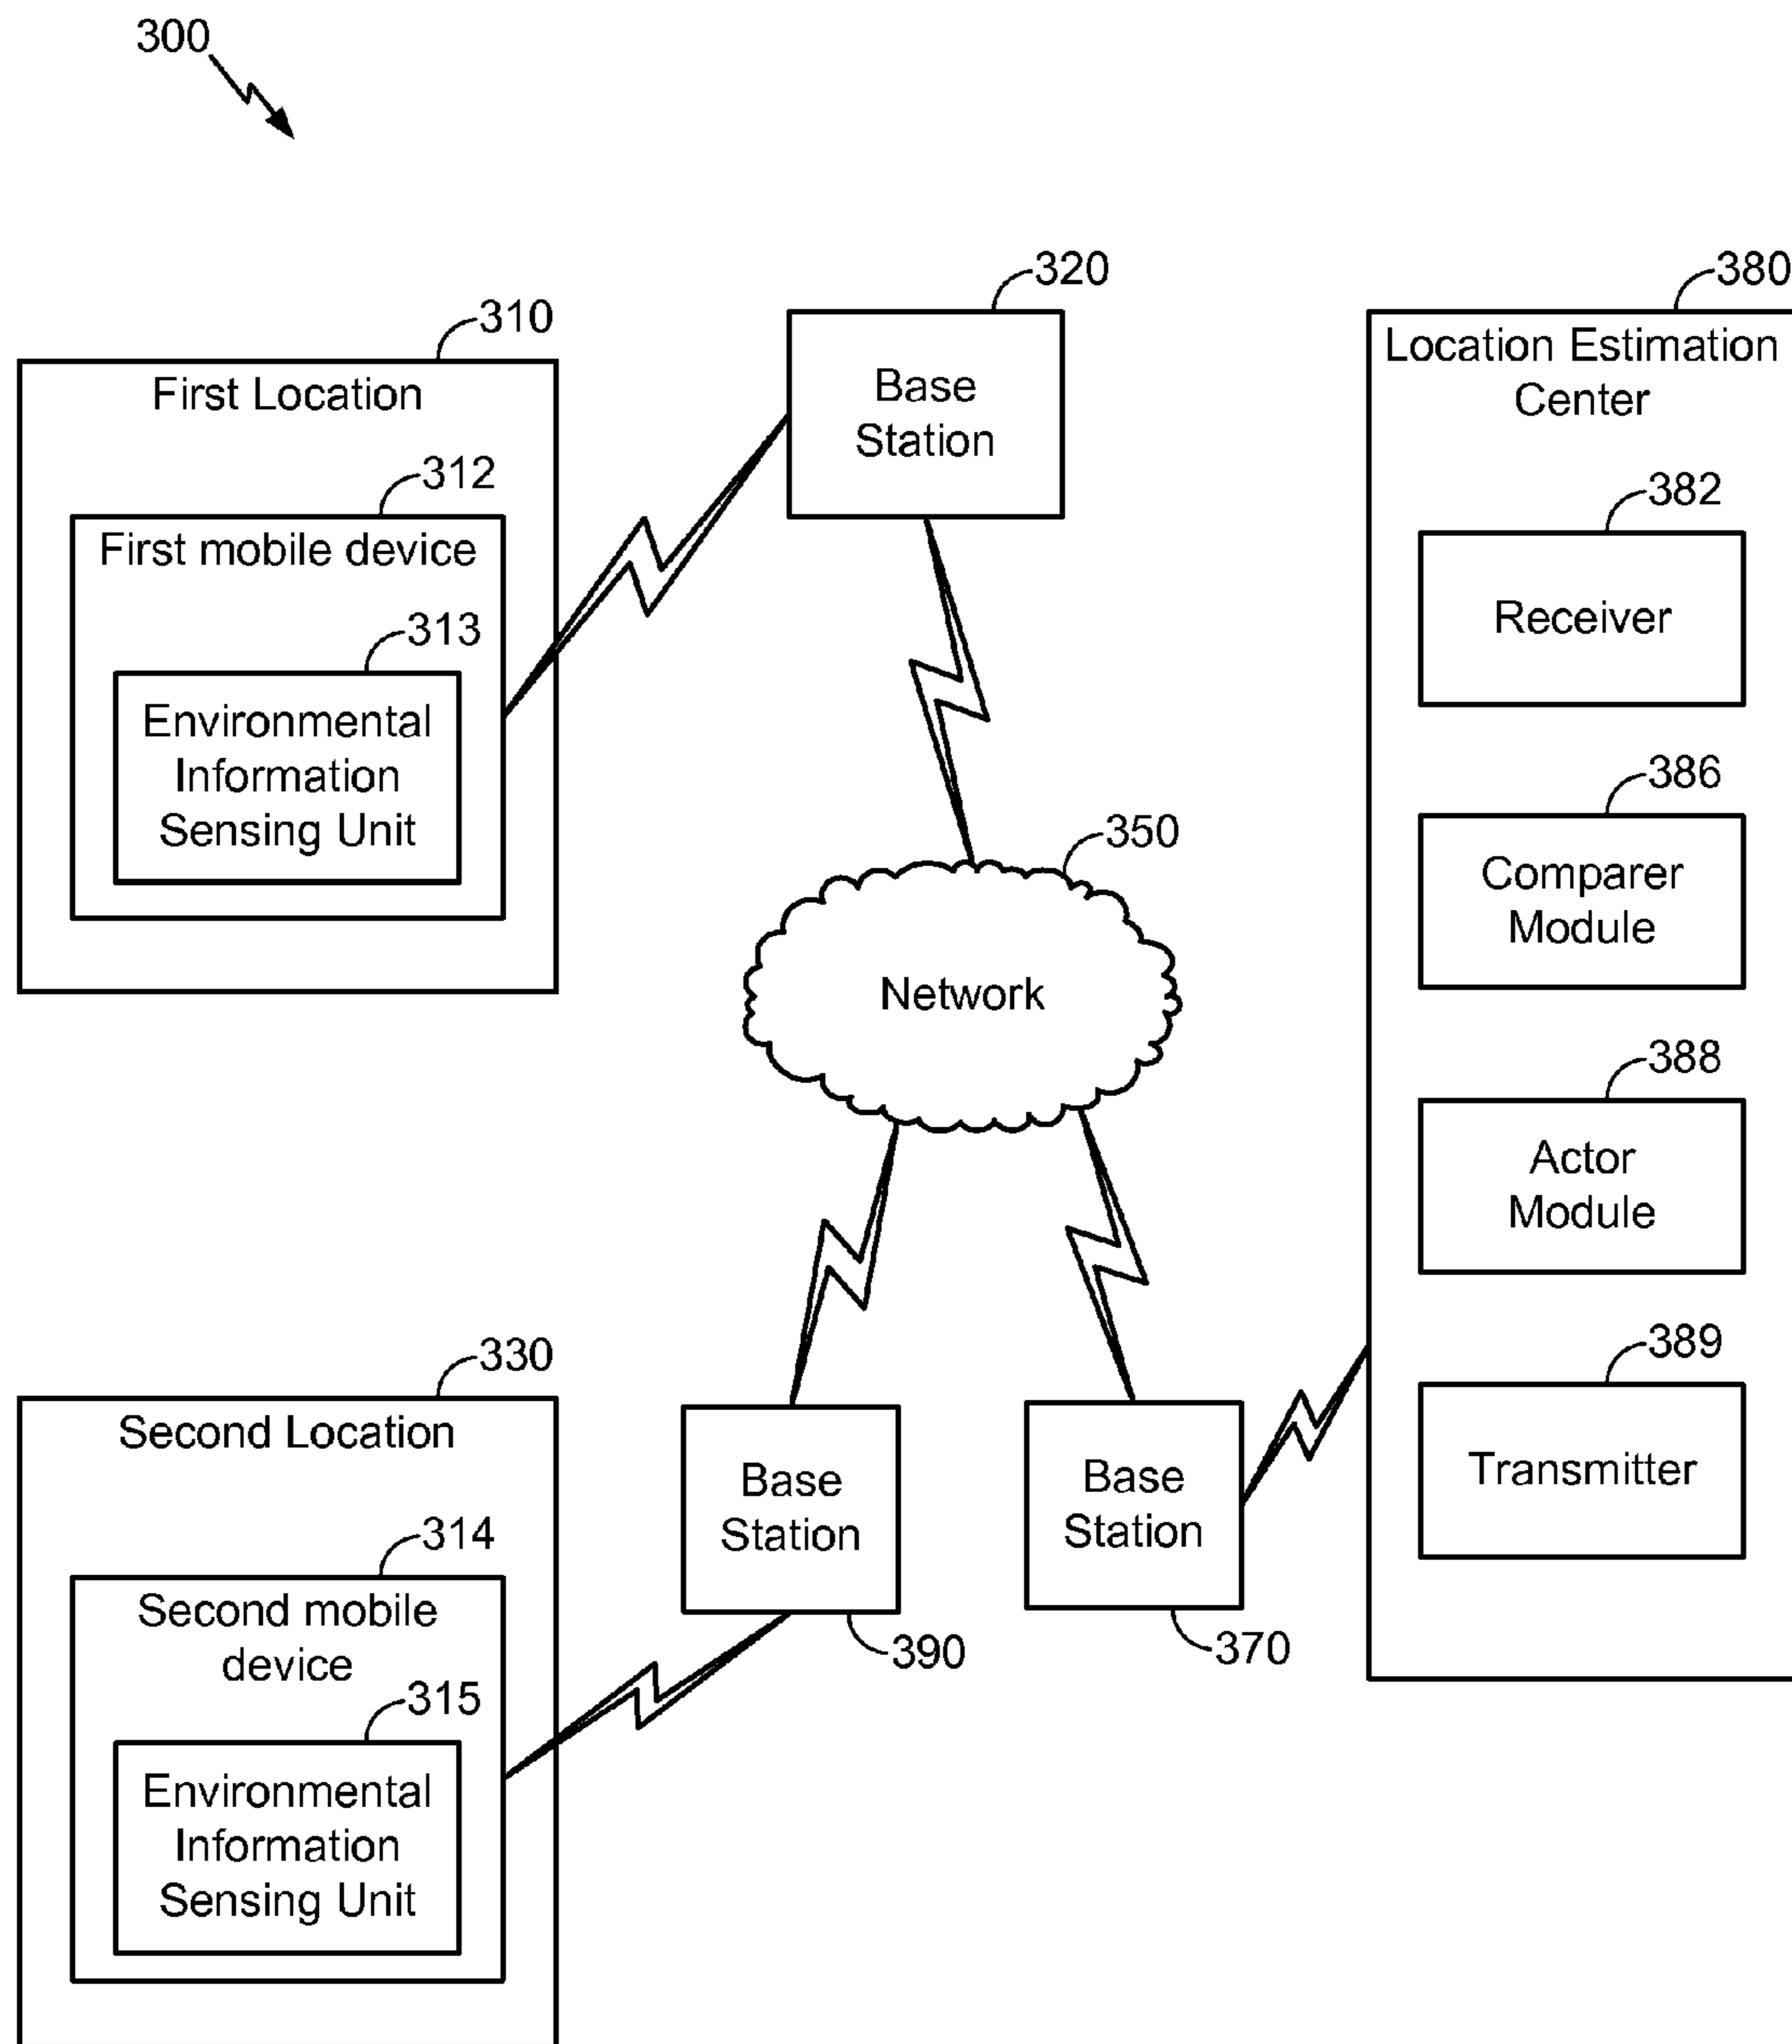 300
320
380
310
Location Estimation
Center
First Location
Base
Station
312
382
First mobile device
Receiver
313
Environmental
Information
Sensing Unit
386
Comparer
Module
350
Network
388
Actor
Module
389
Transmitter
330
Second Location
Base
Station
Base
Station
314
Second mobile
device
390
370
315
Environmental
Information
Sensing Unit